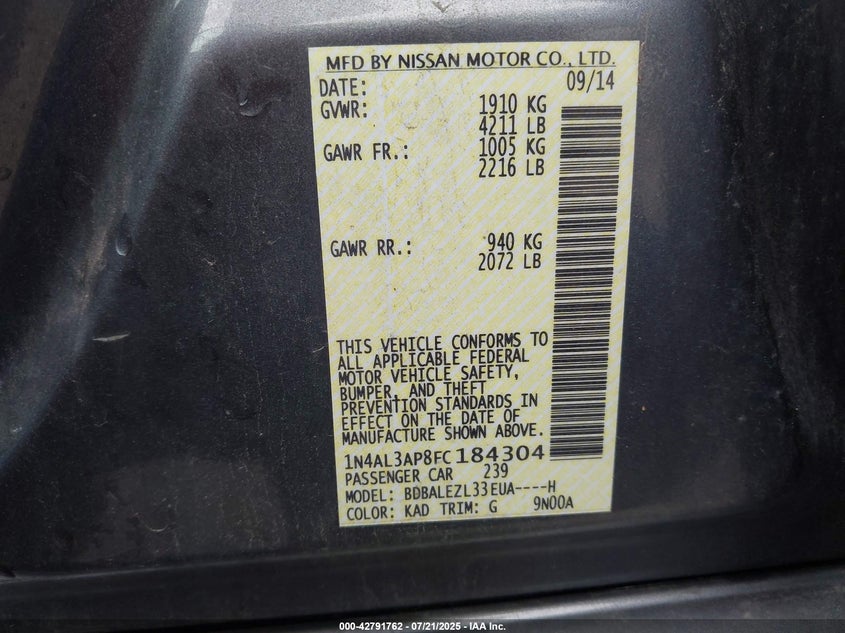 MFD BY NISSAN MOTOR CO., LTD.
DATE: 09/14
GVWR: 1910 KG
4211 LB
GAWR FR.: 1005 KG
2216 LB
GAWR RR.: 940 KG
2072 LB
THIS VEHICLE CONFORMS TO
ALL APPLICABLE FEDERAL
MOTOR VEHICLE SAFETY,
BUMPER, AND THEFT
PREVENTION STANDARDS IN
EFFECT ON THE DATE OF
MANUFACTURE SHOWN ABOVE.
1N4AL3AP8FC184304
PASSENGER CAR 239
MODEL: BDBALEZL33EUA----H
COLOR: KAD TRIM: G 9N00A
000-42791762 - 07/21/2025 - IAA Inc.